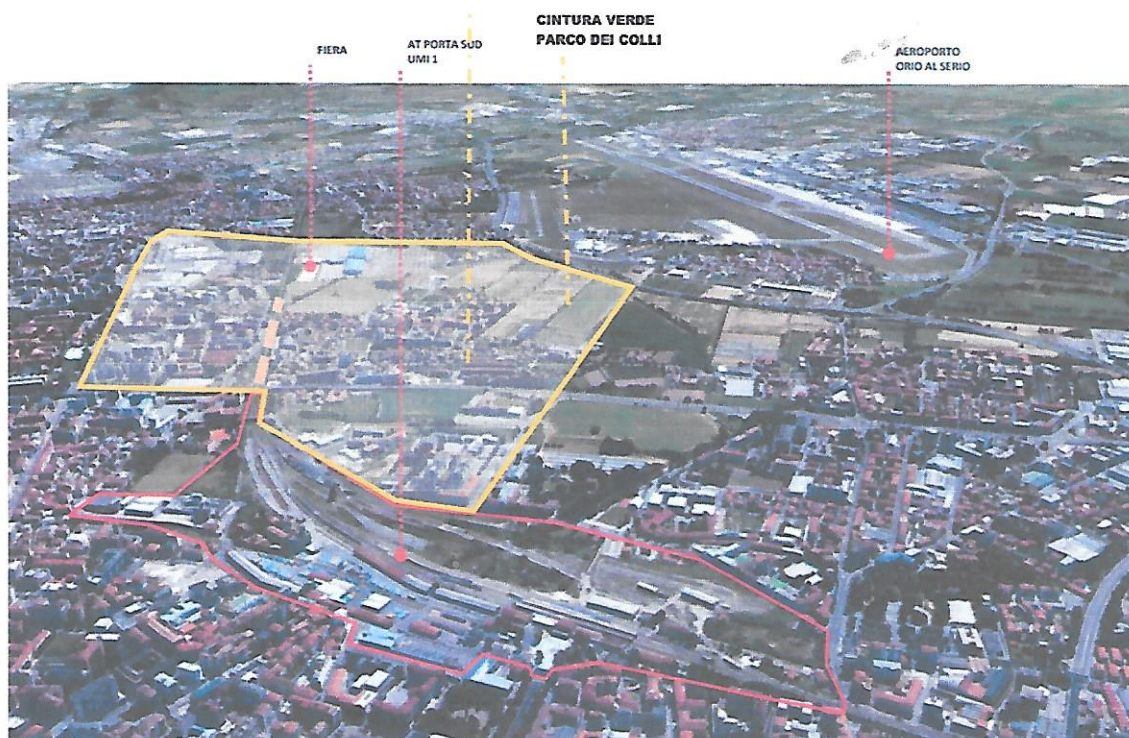 CINTURA VERDE
PARCO DEI COLLI
FIERA
AT PORTA SUD
UMI 1
AEROPORTO
ORIO AL SERIO